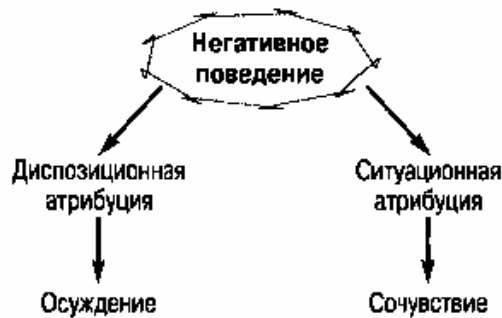 Негативное
поведение
Диспозиционная
атрибуция
Ситуационная
атрибуция
Осуждение
Сочувствие